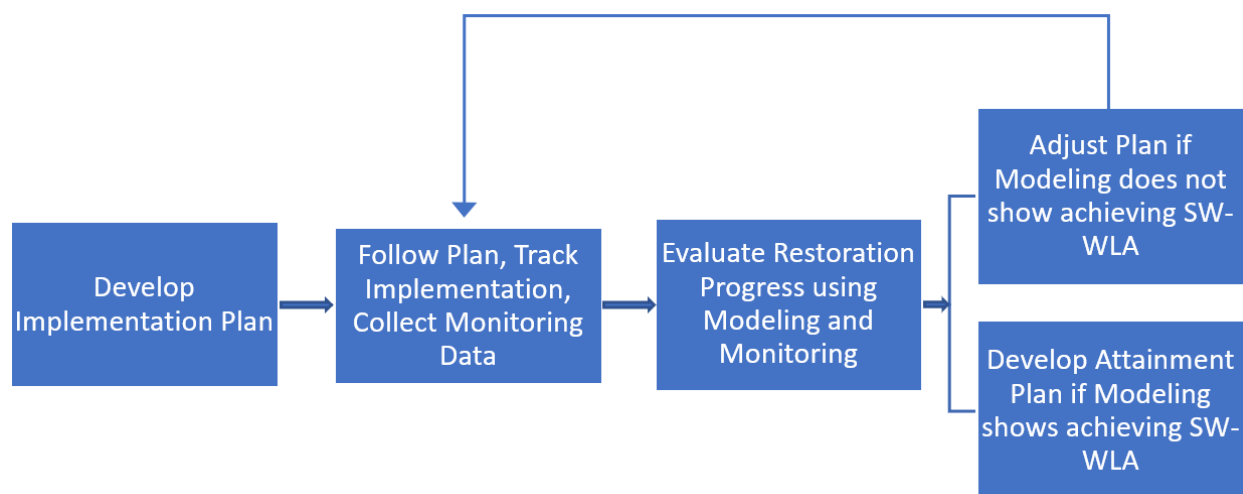 Develop
Implementation Plan
Follow Plan, Track
Implementation,
Collect Monitoring
Data
Evaluate Restoration
Progress using
Modeling and
Monitoring
Adjust Plan if
Modeling does not
show achieving SW-
WLA
Develop Attainment
Plan if Modeling
shows achieving SW-
WLA